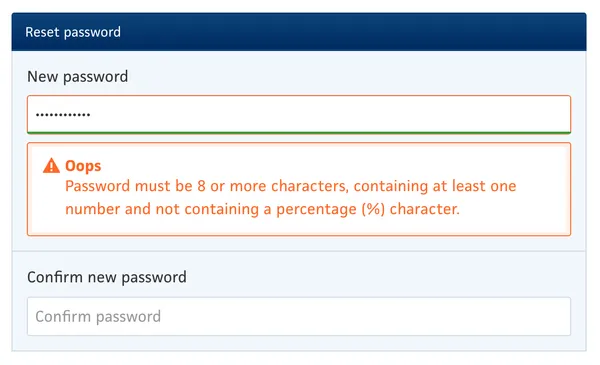 Reset password
New password
••••••••••••
Oops
Password must be 8 or more characters, containing at least one
number and not containing a percentage (%) character.
Confirm new password
Confirm password